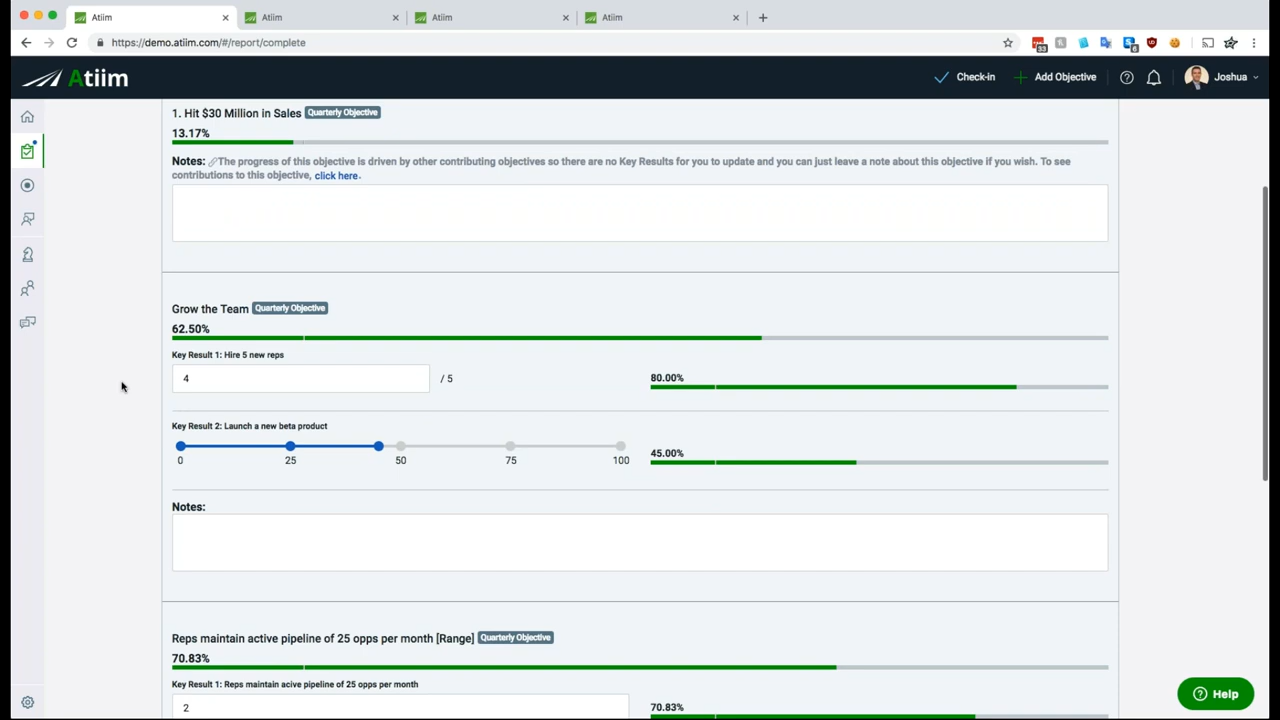 Atiim
Atiim
Atiim
Atiim
https://demo.atiim.com/#/report/complete
33
6
Atiim
Check-in
Add Objective
Joshua
1. Hit $30 Million in Sales Quarterly Objective
13.17%
Notes: The progress of this objective is driven by other contributing objectives so there are no Key Results for you to update and you can just leave a note about this objective if you wish. To see
contributions to this objective, click here.
Grow the Team Quarterly Objective
62.50%
Key Result 1: Hire 5 new reps
4 / 5 80.00%
Key Result 2: Launch a new beta product
45.00%
0 25 50 75 100
Notes:
Reps maintain active pipeline of 25 opps per month [Range] Quarterly Objective
70.83%
Key Result 1: Reps maintain acive pipeline of 25 opps per month
2 70.83%
Help